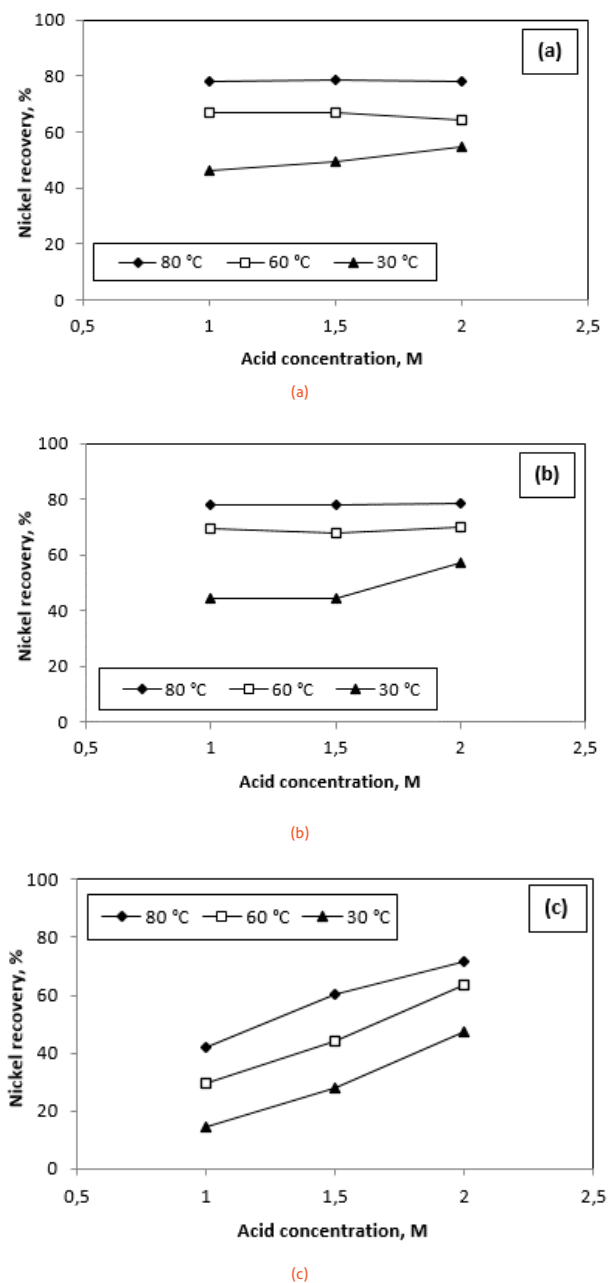 (a)
100
80
60
40
20
0
Nickel recovery, %
80 °C 60 °C 30 °C
0,5 1 1,5 2 2,5
Acid concentration, M
(a)
(b)
100
80
60
40
20
0
Nickel recovery, %
80 °C 60 °C 30 °C
0,5 1 1,5 2 2,5
Acid concentration, M
(b)
(c)
100
80
60
40
20
0
Nickel recovery, %
80 °C 60 °C 30 °C
0,5 1 1,5 2 2,5
Acid concentration, M
(c)